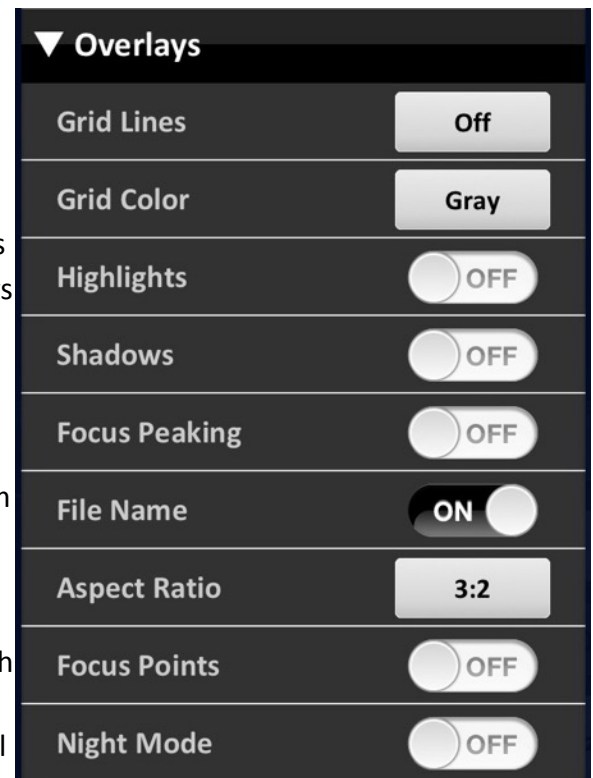 ▼ Overlays
Grid Lines Off
Grid Color Gray
s
Highlights OFF
s
Shadows OFF
Focus Peaking OFF
File Name ON
Aspect Ratio 3:2
Focus Points OFF
Night Mode OFF